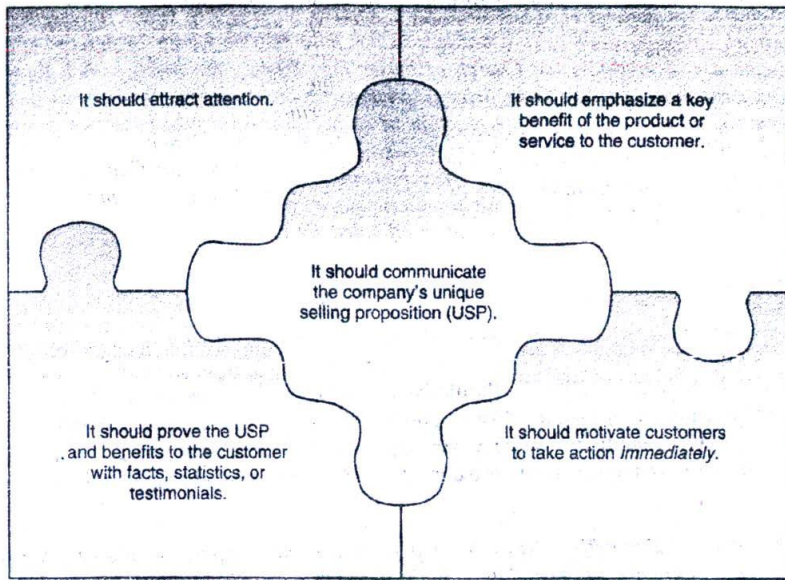 It should attract attention.
It should emphasize a key
benefit of the product or
service to the customer.
It should communicate
the company's unique
selling proposition (USP).
It should prove the USP
and benefits to the customer
with facts, statistics, or
testimonials.
It should motivate customers
to take action immediately.